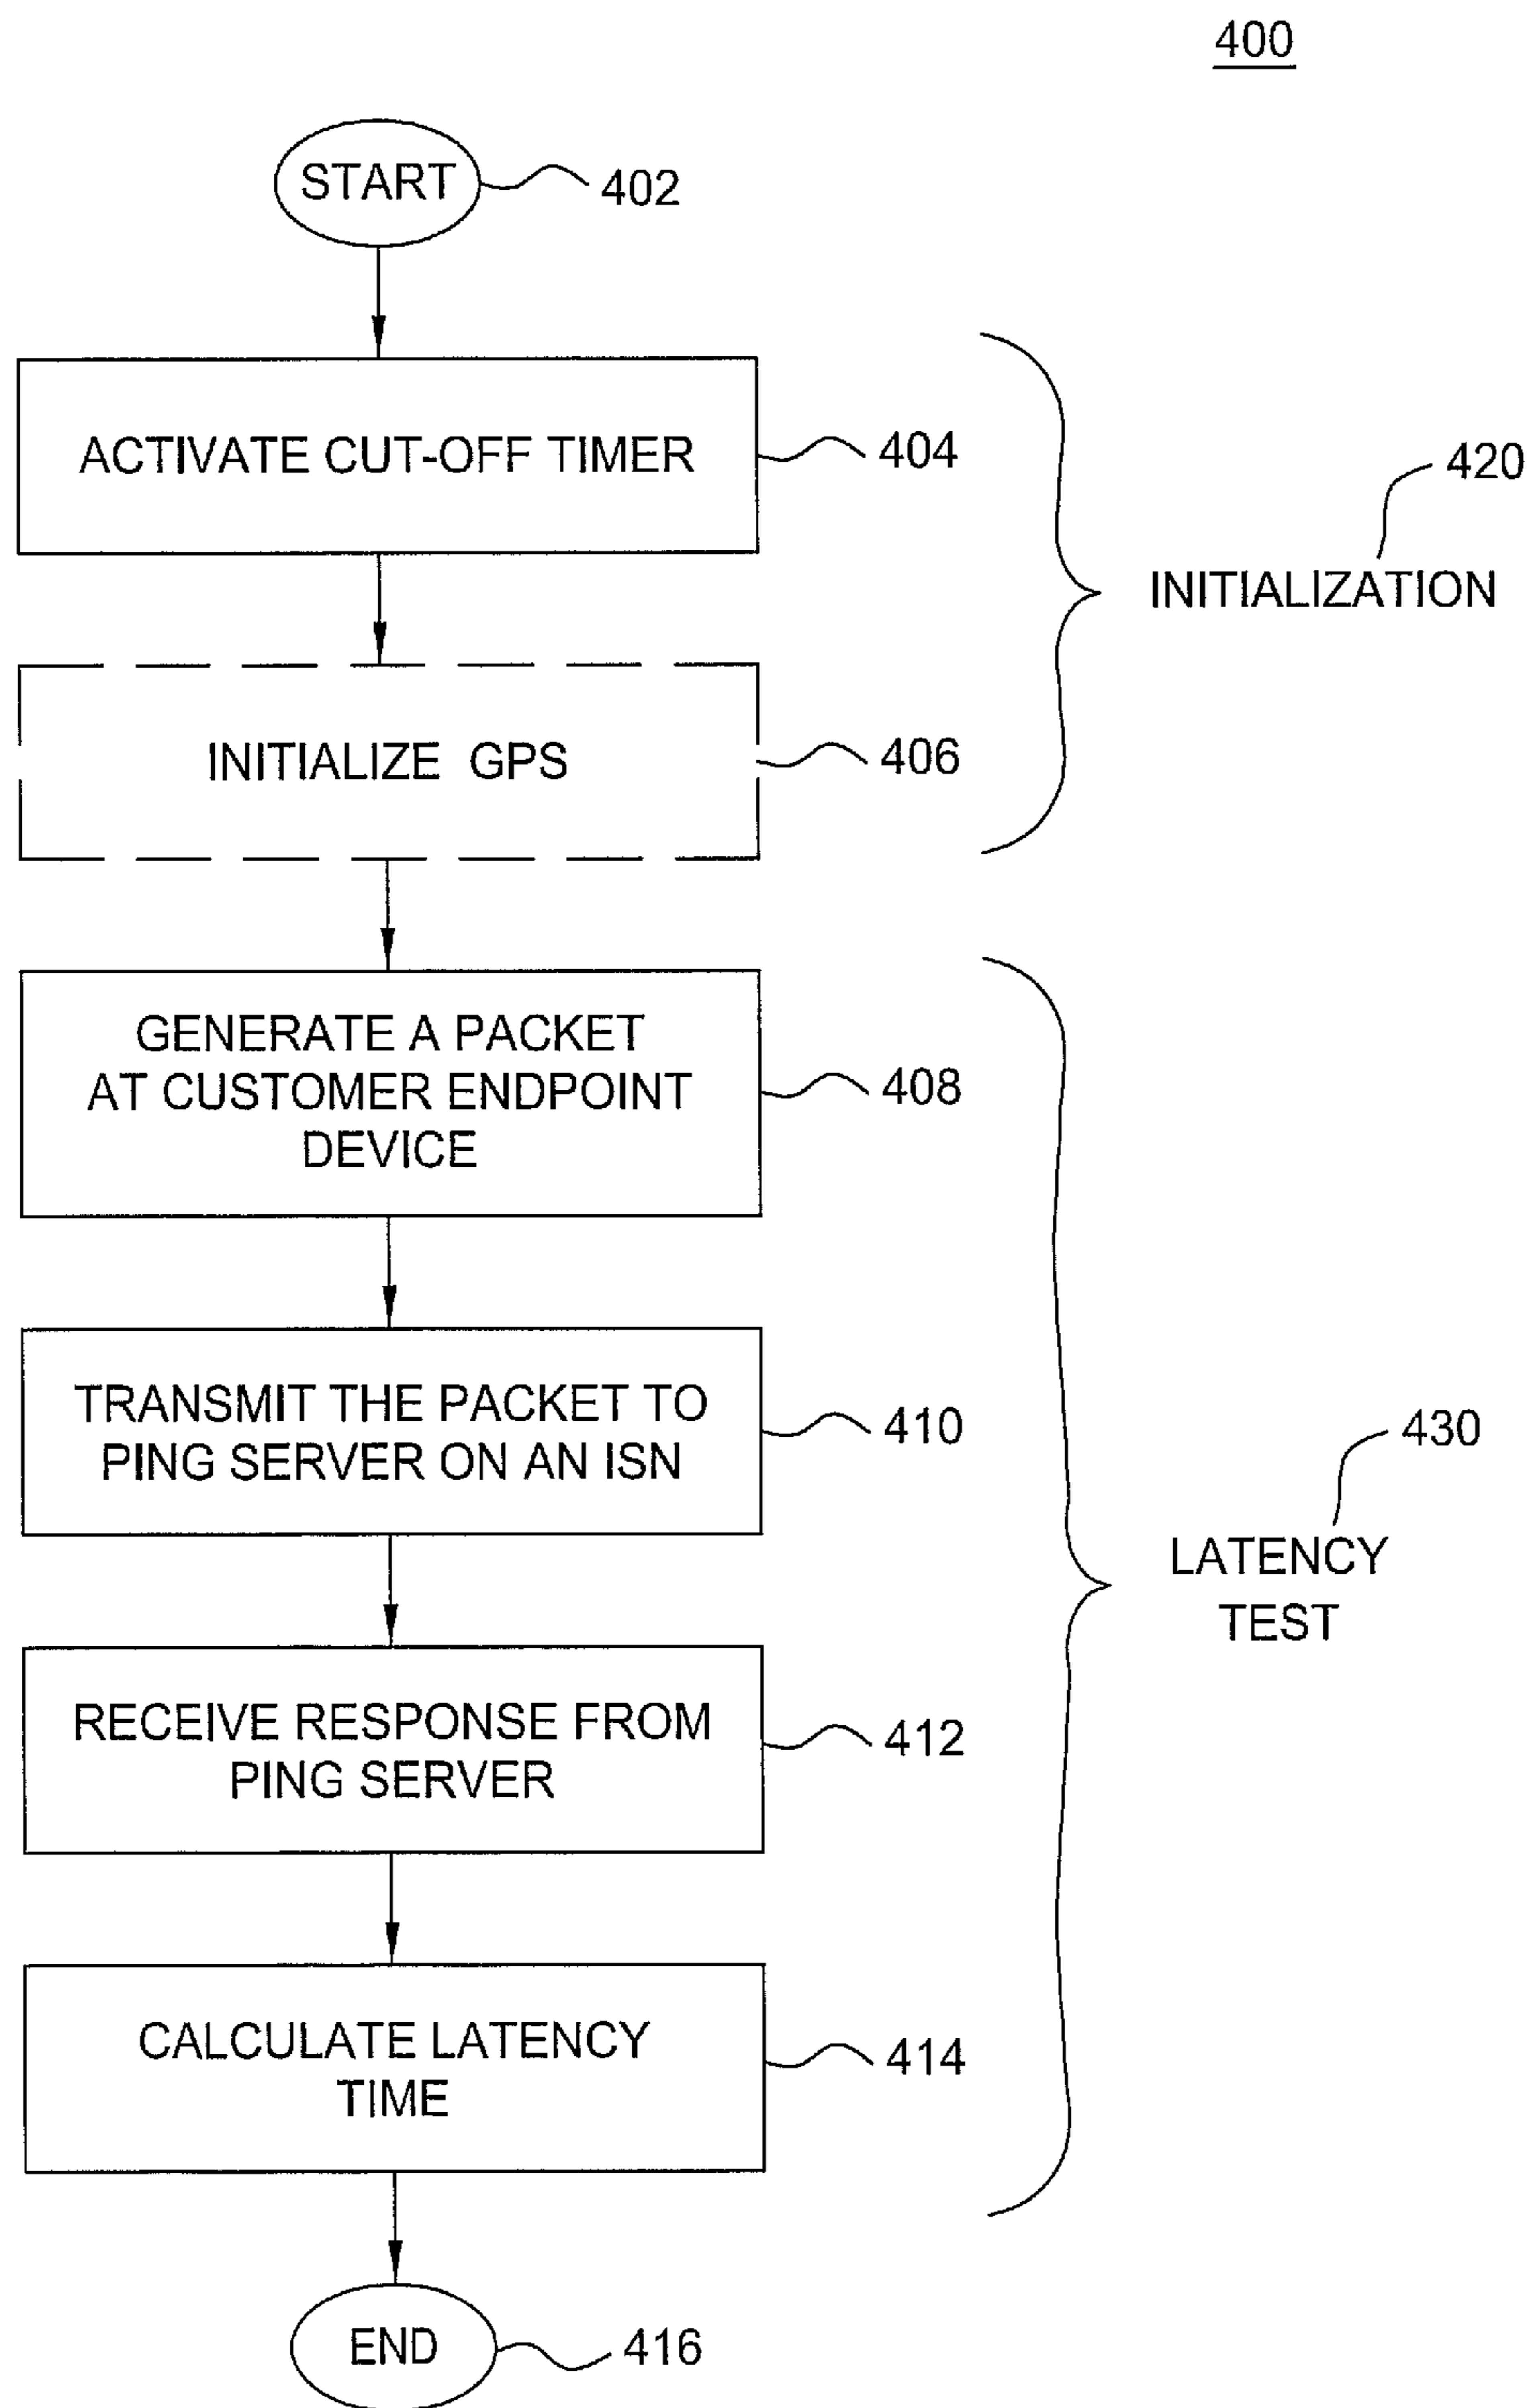 400
START
402
ACTIVATE CUT-OFF TIMER
404
420
INITIALIZATION
INITIALIZE GPS
406
GENERATE A PACKET
AT CUSTOMER ENDPOINT
DEVICE
408
TRANSMIT THE PACKET TO
PING SERVER ON AN ISN
410
430
LATENCY
TEST
RECEIVE RESPONSE FROM
PING SERVER
412
CALCULATE LATENCY
TIME
414
END
416